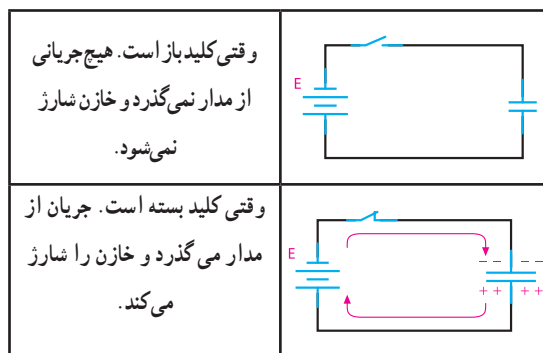 وقتی کلید باز است. هیچ جریانی
از مدار نمی‌گذرد و خازن شارژ
نمی‌شود.
E
وقتی کلید بسته است. جریان از
مدار می گذرد و خازن را شارژ
می‌کند.
E
− − − −
+ + + +